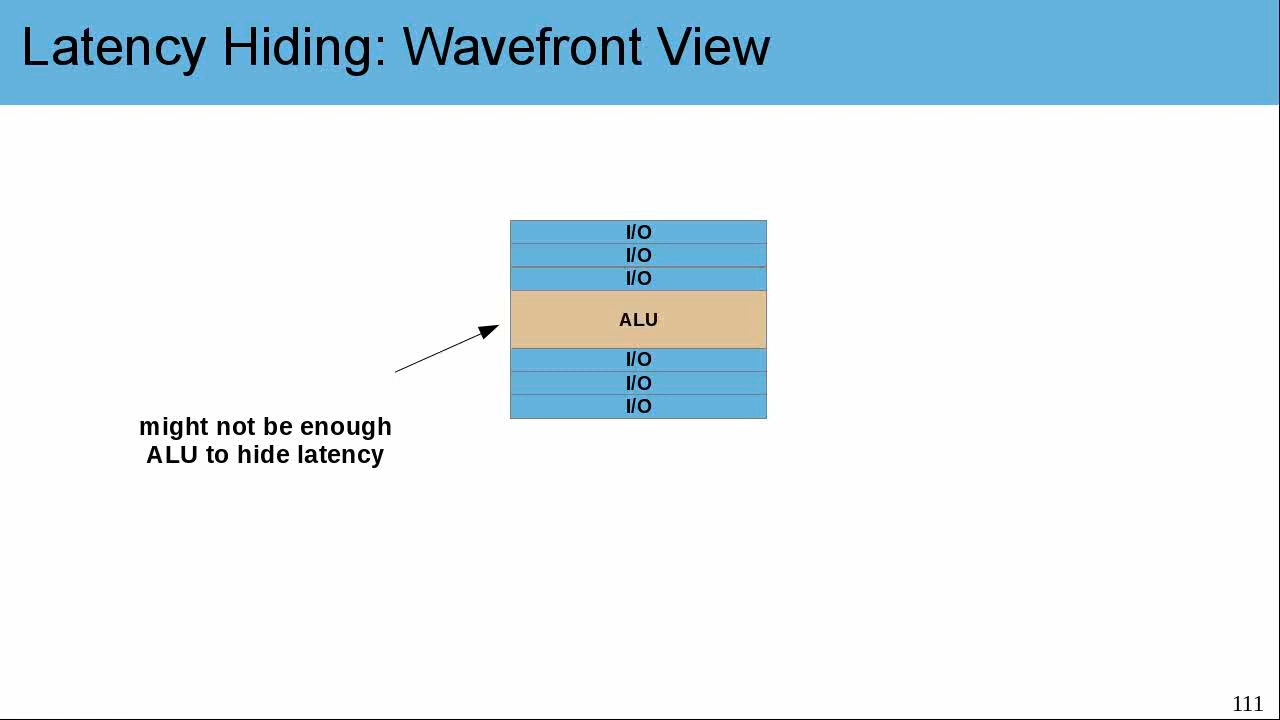 Latency Hiding: Wavefront View
I/O
I/O
I/O
ALU
I/O
I/O
I/O
might not be enough
ALU to hide latency
111